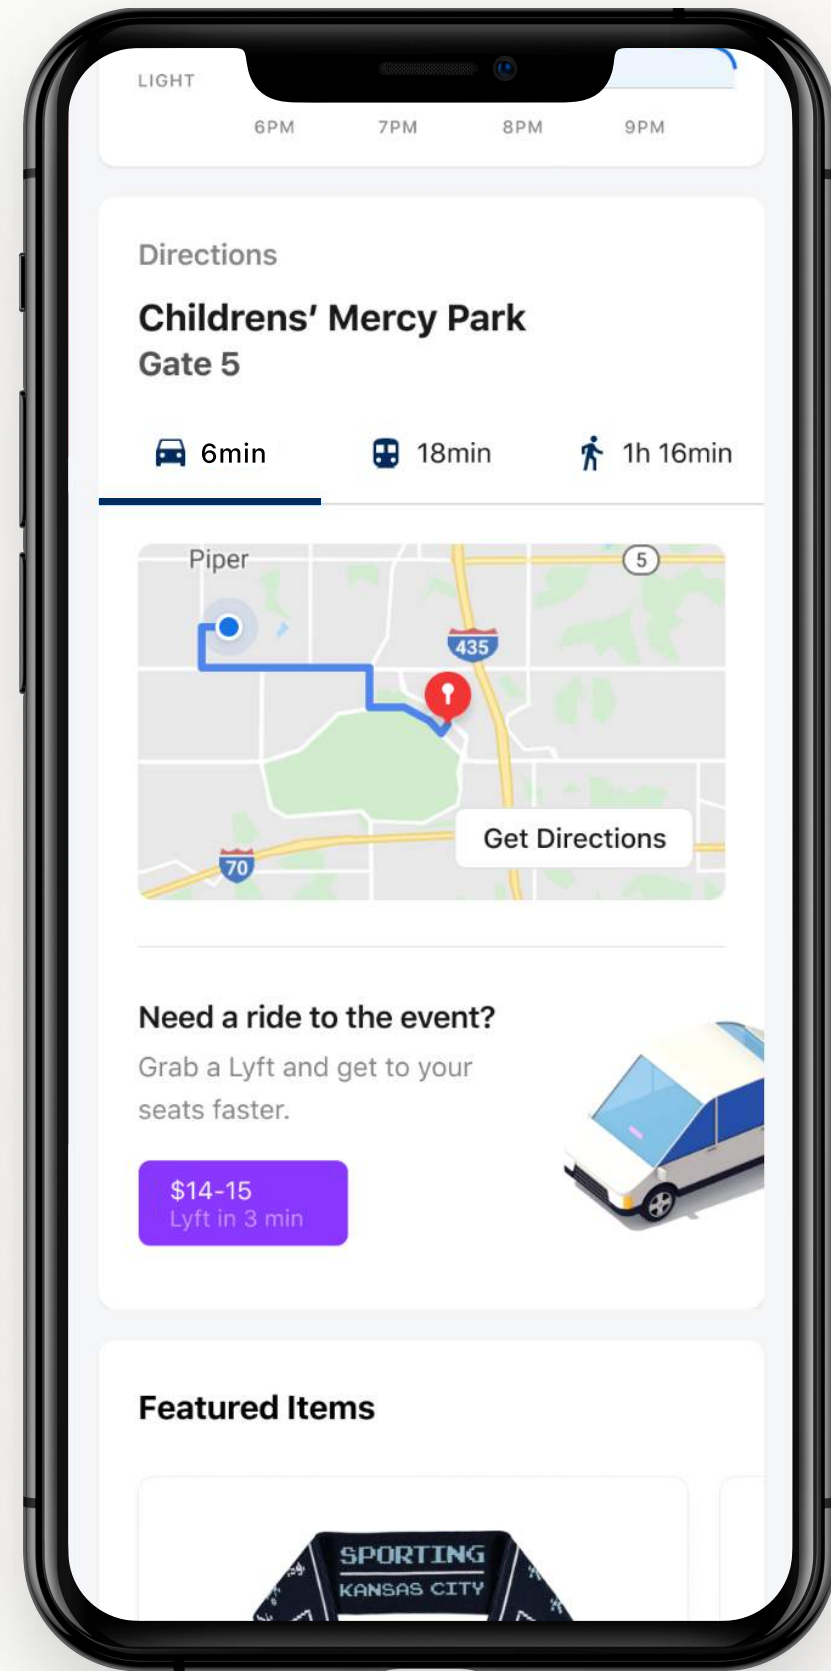 LIGHT
6PM 7PM 8PM 9PM
Directions
Childrens' Mercy Park
Gate 5
6min 18min 1h 16min
Piper
5
435
70
Get Directions
Need a ride to the event?
Grab a Lyft and get to your
seats faster.
$14-15
Lyft in 3 min
Featured Items
SPORTING
KANSAS CITY